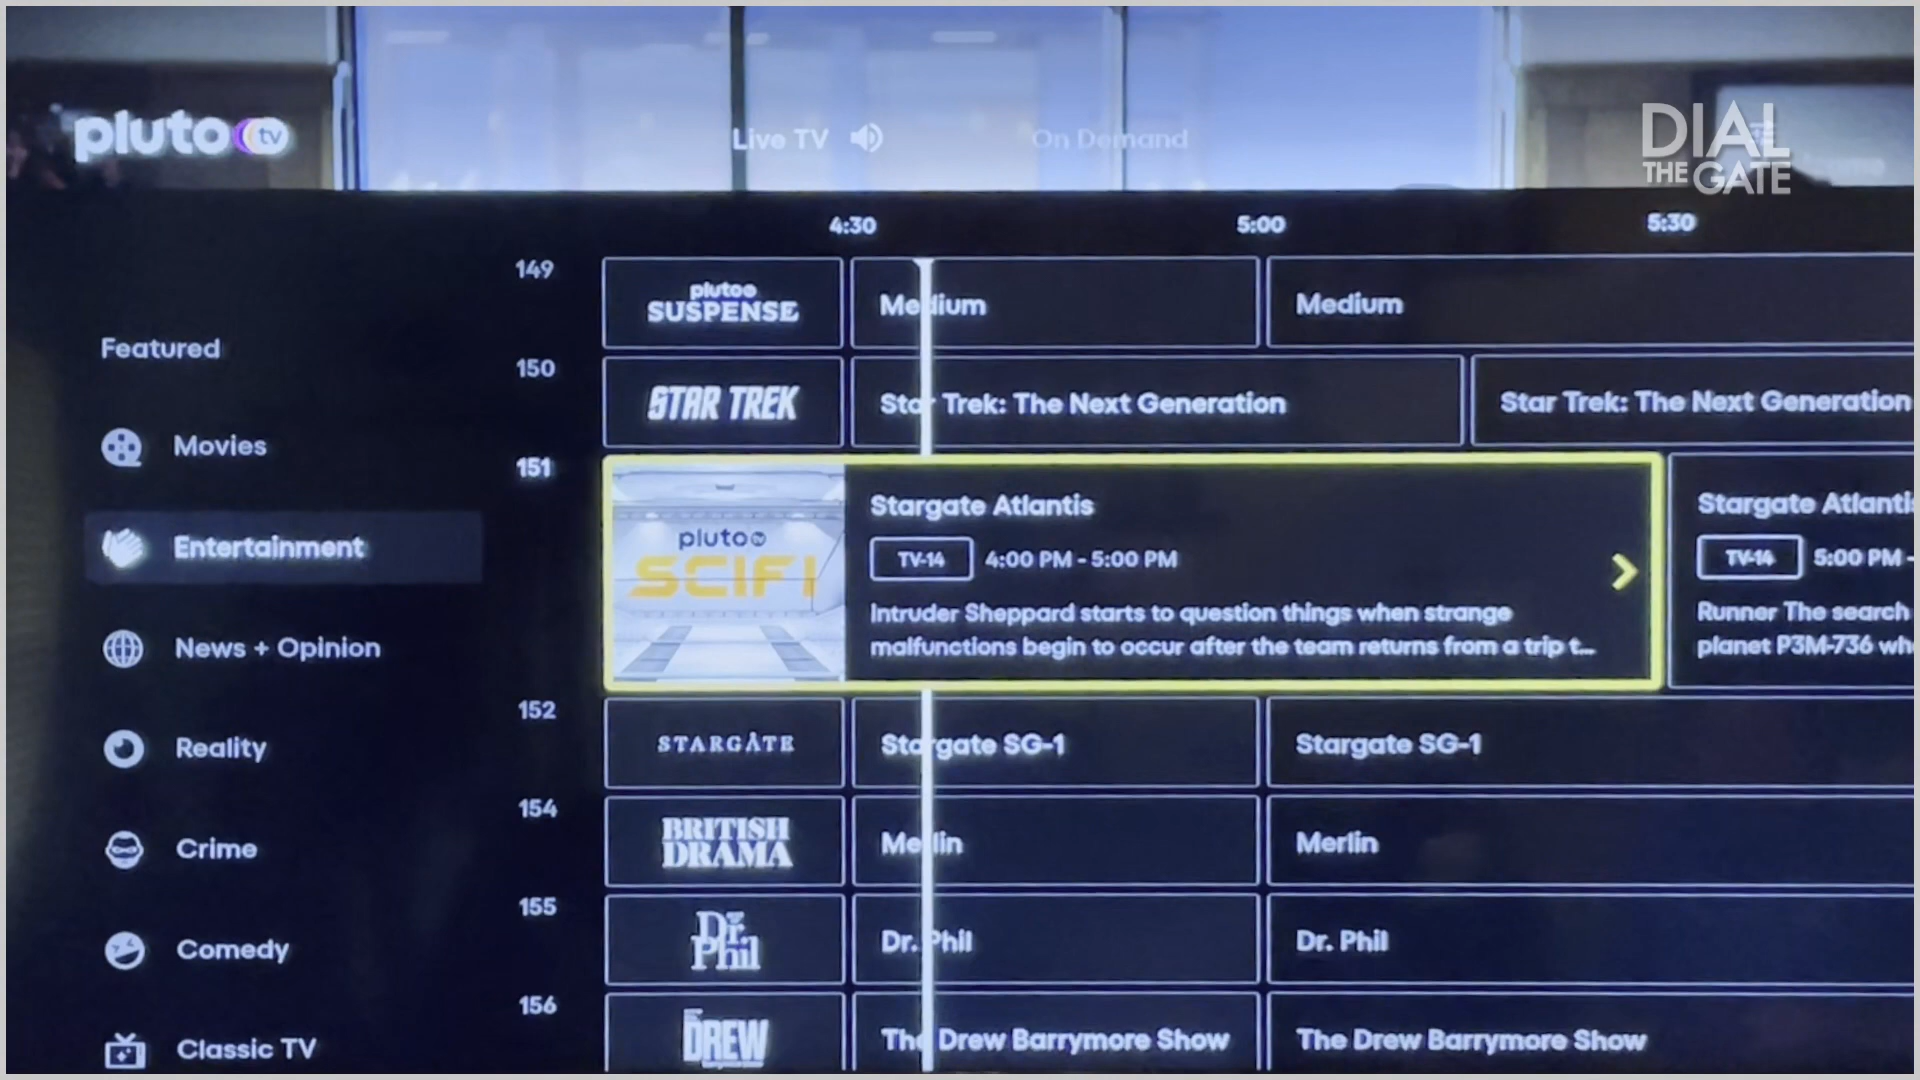 pluto tv
Live TV
On Demand
DIAL
THE GATE
4:30
5:00
5:30
Featured
Movies
Entertainment
News + Opinion
Reality
Crime
Comedy
Classic TV
149
pluto tv
SUSPENSE
Medium
Medium
150
STAR TREK
Star Trek: The Next Generation
Star Trek: The Next Generation
151
pluto tv
SCIFI
Stargate Atlantis
TV-14
4:00 PM - 5:00 PM
Intruder Sheppard starts to question things when strange
malfunctions begin to occur after the team returns from a trip t...
Stargate Atlantis
TV-14
5:00 PM -
Runner The search
planet P3M-736 wh
152
STARGATE
Stargate SG-1
Stargate SG-1
154
BRITISH
DRAMA
Merlin
Merlin
155
Dr.
Phil
Dr. Phil
Dr. Phil
156
DREW
The Drew Barrymore Show
The Drew Barrymore Show